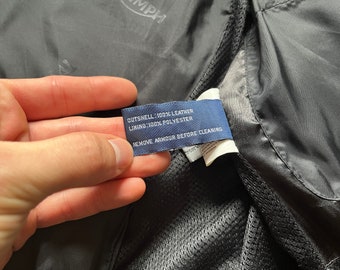 OUTSHELL:100% LEATHER
LINING:100% POLYESTER
REMOVE ARMOUR BEFORE CLEANING